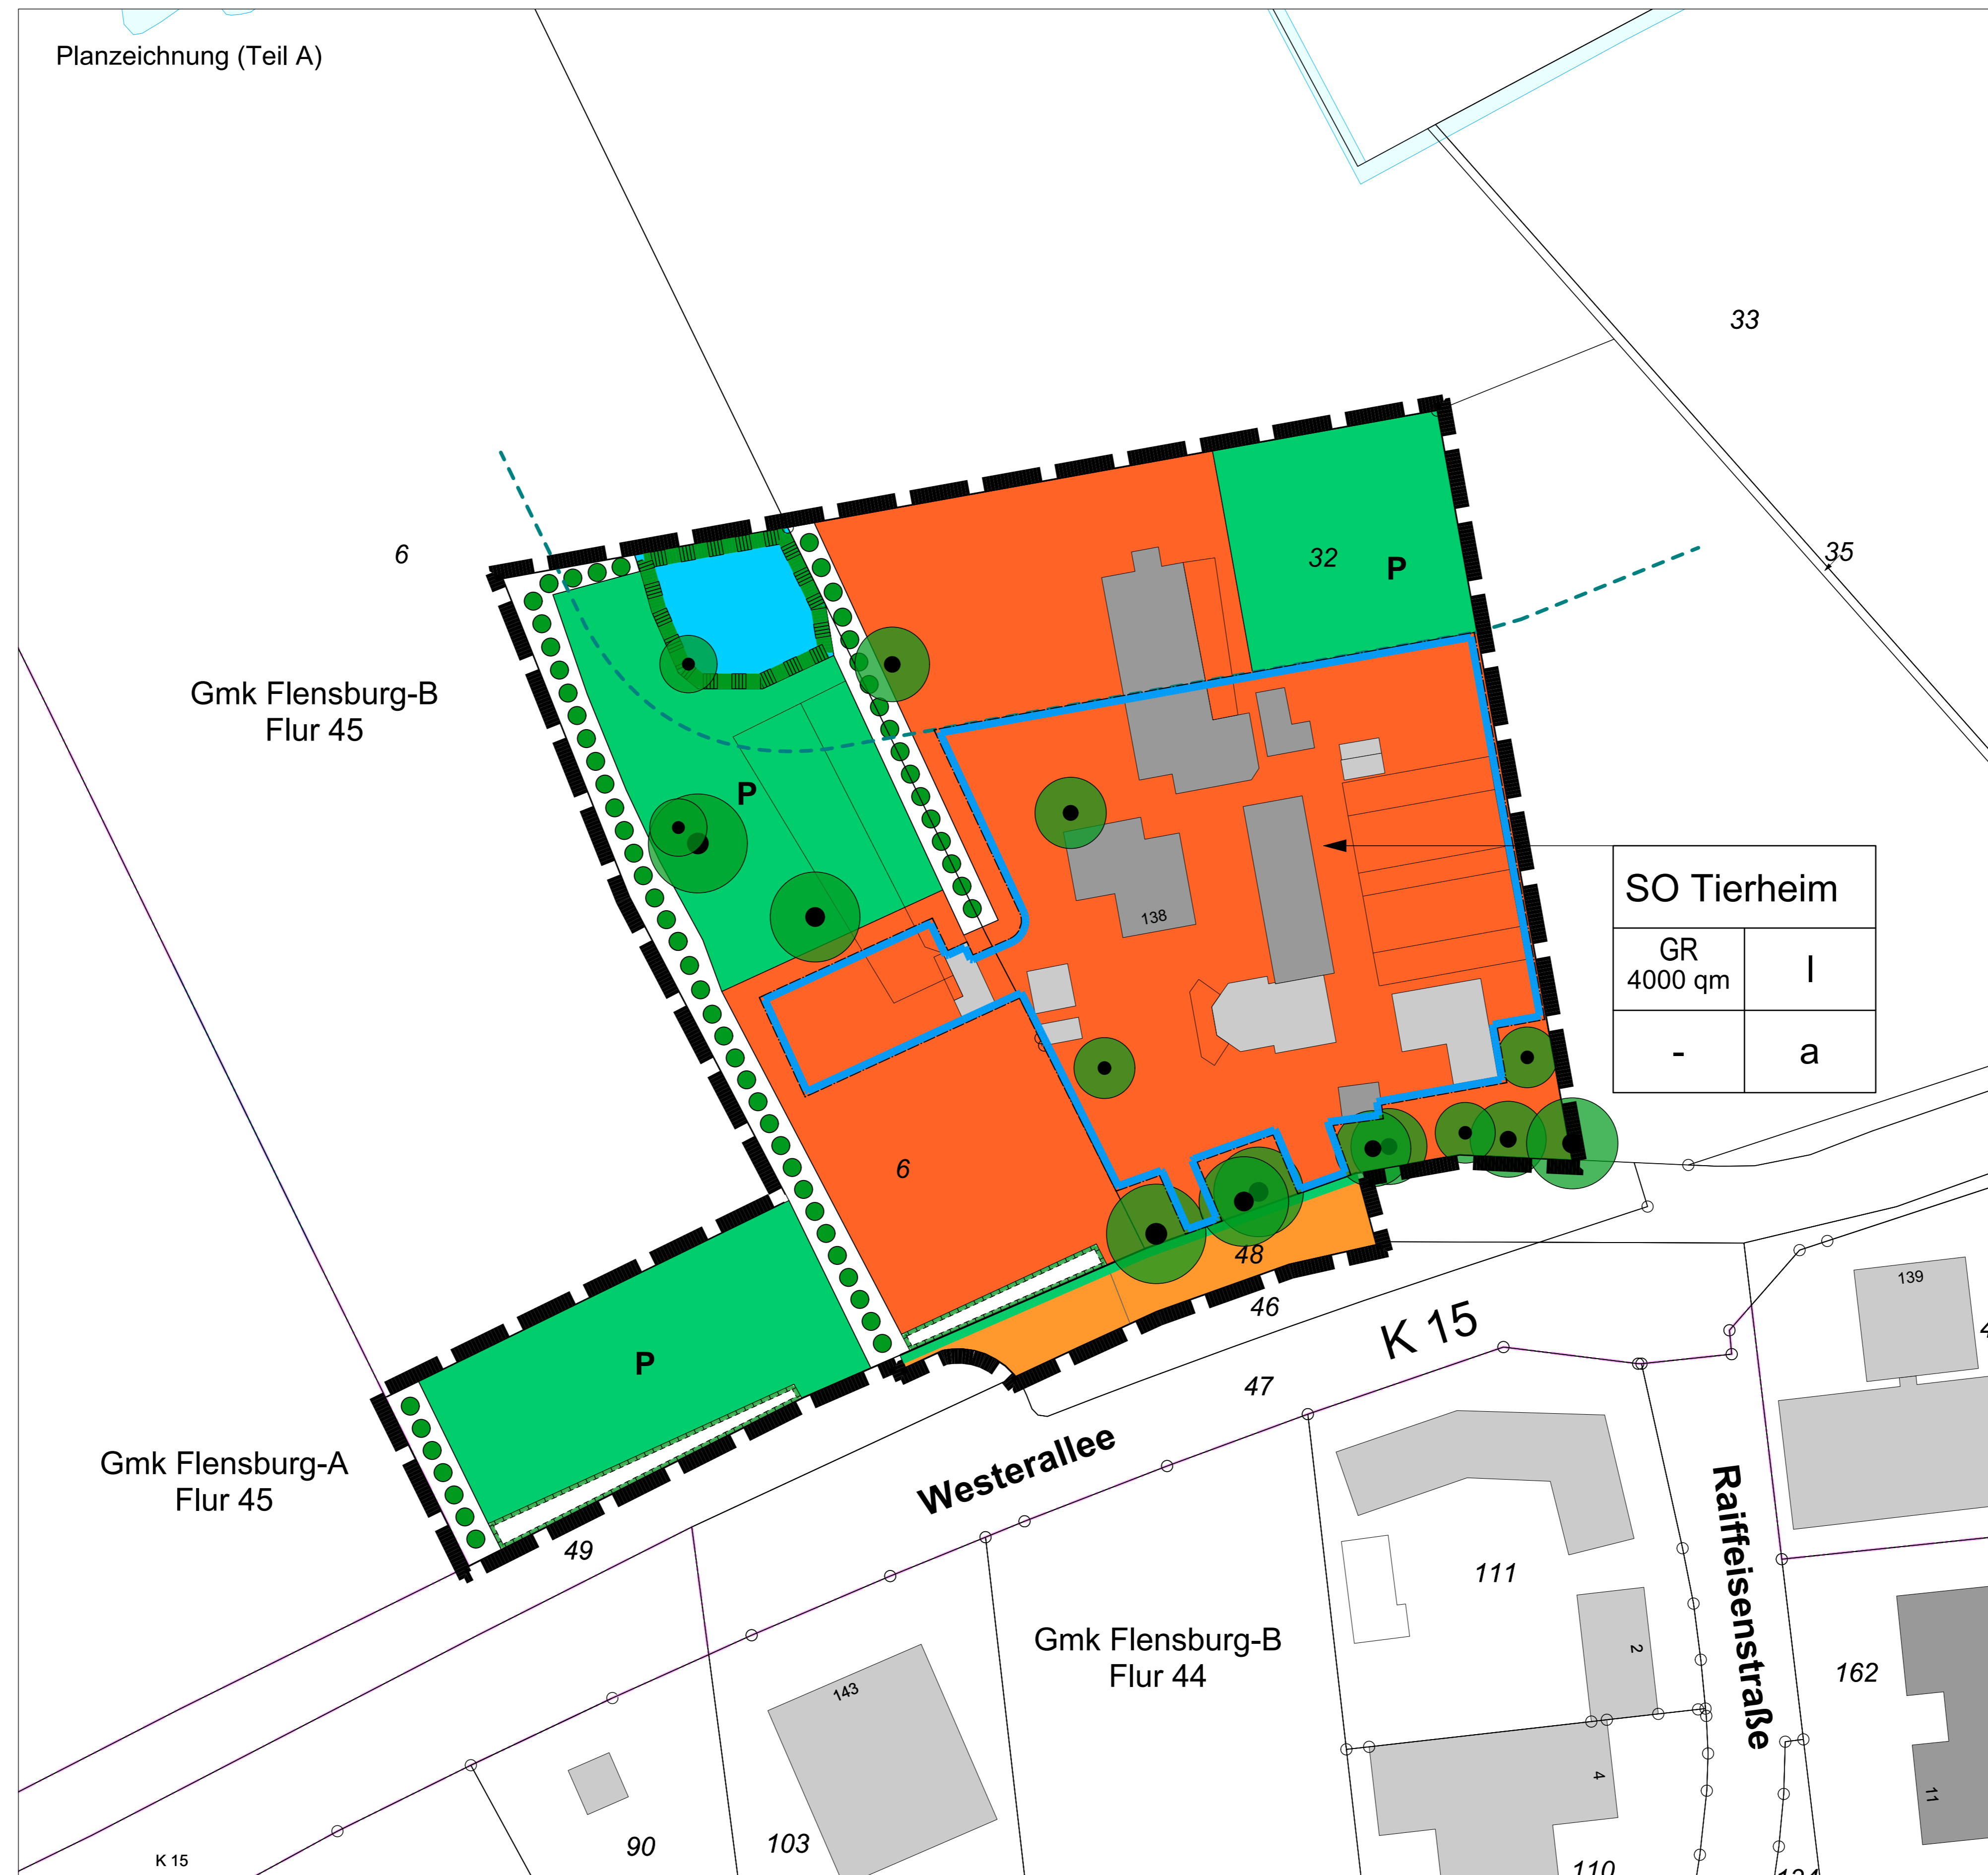 Planzeichnung (Teil A)
33
35
6
32
P
Gmk Flensburg-B
Flur 45
P
SO Tierheim
GR
4000 qm
I
-
a
138
6
48
46
K 15
139
P
47
Westerallee
Gmk Flensburg-A
Flur 45
49
111
Raiffeisenstraße
Gmk Flensburg-B
Flur 44
2
162
143
4
11
90
103
K 15
110